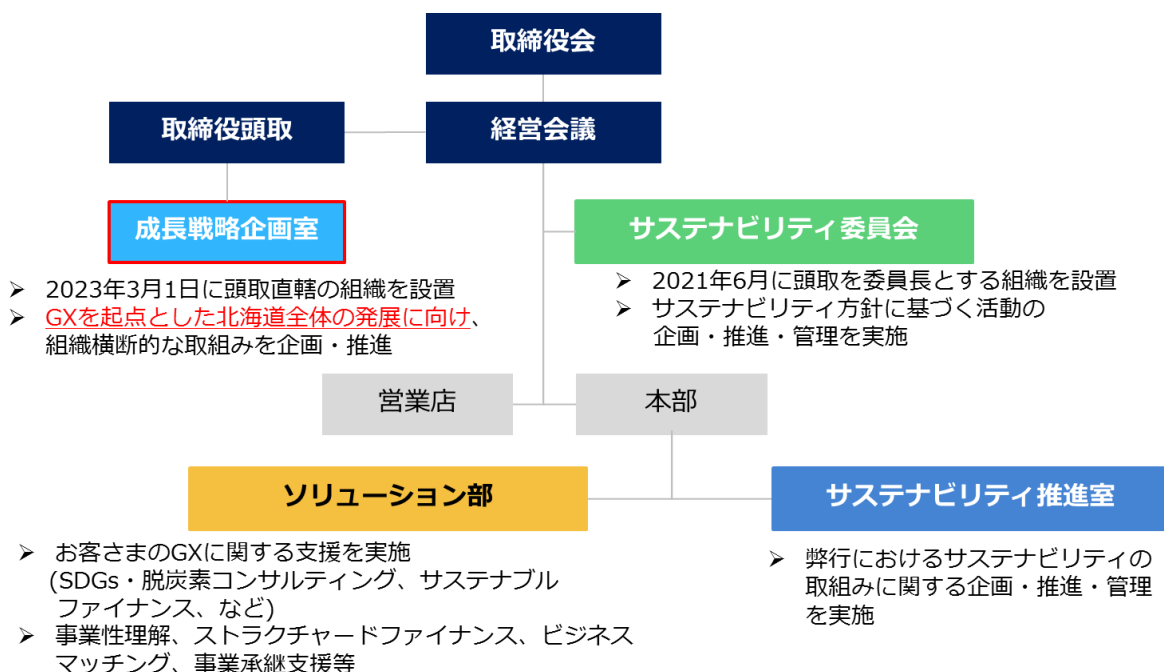 取締役会
取締役頭取
経営会議
成長戦略企画室
サステナビリティ委員会
➢ 2023年3月1日に頭取直轄の組織を設置
➢ GXを起点とした北海道全体の発展に向け、
組織横断的な取組みを企画・推進
➢ 2021年6月に頭取を委員長とする組織を設置
➢ サステナビリティ方針に基づく活動の
企画・推進・管理を実施
営業店
本部
ソリューション部
サステナビリティ推進室
➢ お客さまのGXに関する支援を実施
(SDGs・脱炭素コンサルティング、サステナブル
ファイナンス、など)
➢ 事業性理解、ストラクチャードファイナンス、ビジネス
マッチング、事業承継支援等
➢ 弊行におけるサステナビリティの
取組みに関する企画・推進・管理
を実施